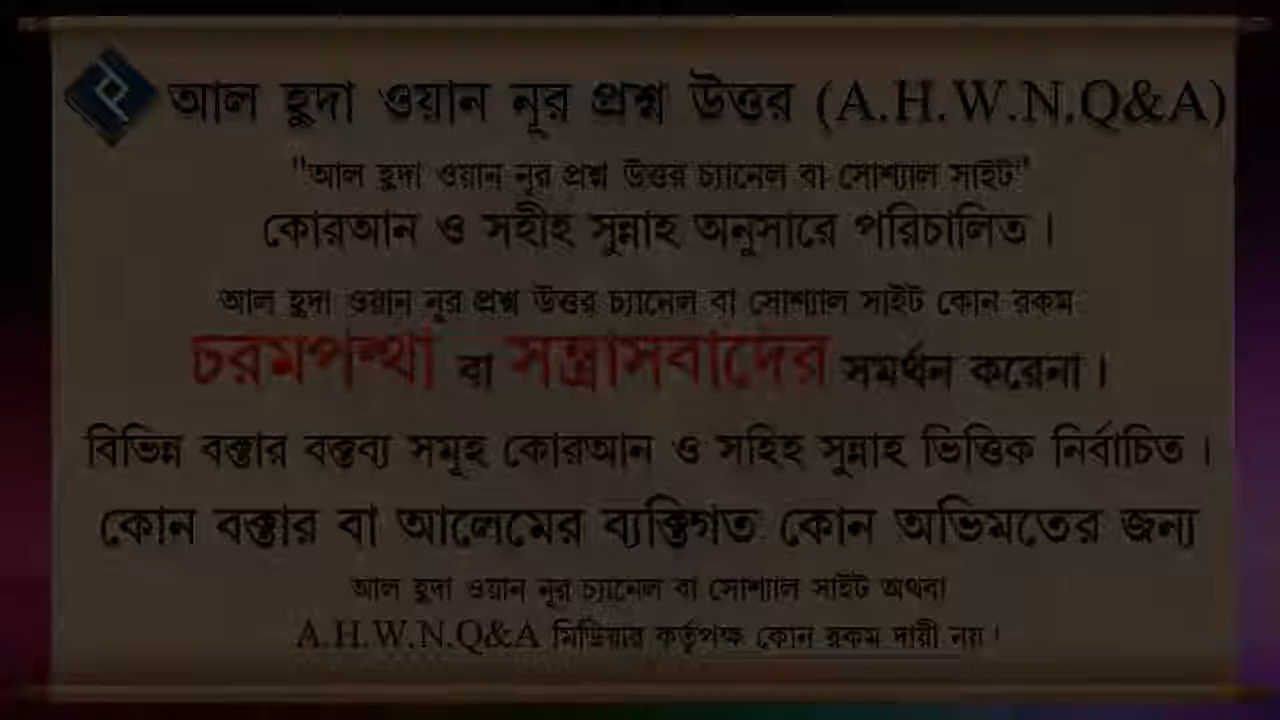 আল হুদা ওয়ান নূর প্রশ্ন উত্তর (A.H.W.N.Q&A)
"আল হুদা ওয়ান নূর প্রশ্ন উত্তর চ্যানেল বা সোশ্যাল সাইট"
কোরআন ও সহীহ সুন্নাহ অনুসারে পরিচালিত।
আল হুদা ওয়ান নূর প্রশ্ন উত্তর চ্যানেল বা সোশ্যাল সাইট কোন রকম
চরমপন্থা বা সন্ত্রাসবাদের সমর্থন করেনা।
বিভিন্ন বক্তার বক্তব্য সমূহ কোরআন ও সহিহ সুন্নাহ ভিত্তিক নির্বাচিত।
কোন বক্তার বা আলেমের ব্যক্তিগত কোন অভিমতের জন্য
আল হুদা ওয়ান নূর চ্যানেল বা সোশ্যাল সাইট অথবা
A.H.W.N.Q&A মিডিয়ার কর্তৃপক্ষ কোন রকম দায়ী নয়।